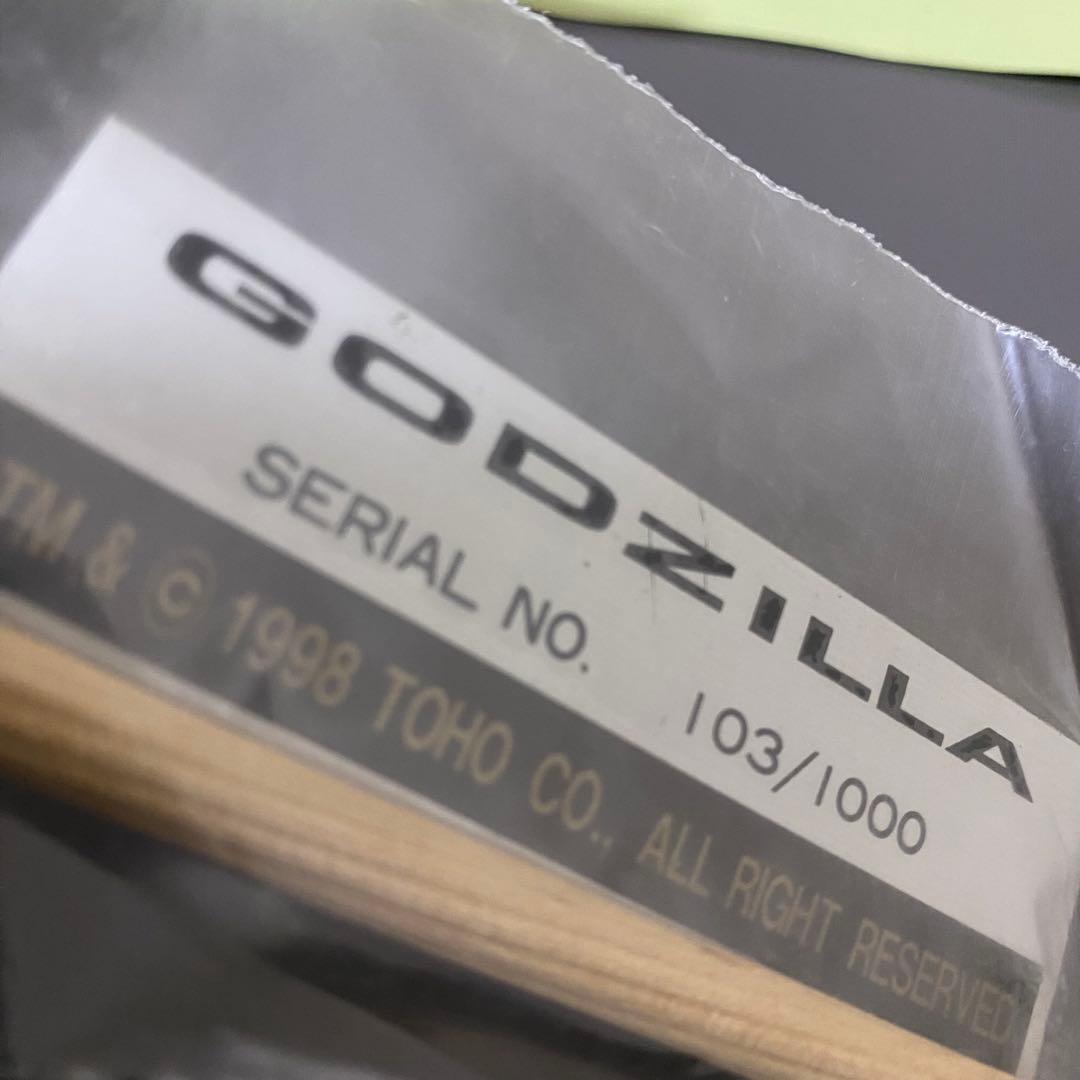 GODZILLA
SERIAL NO. 103/1000
TM & © 1998 TOHO CO., ALL RIGHT RESERVED